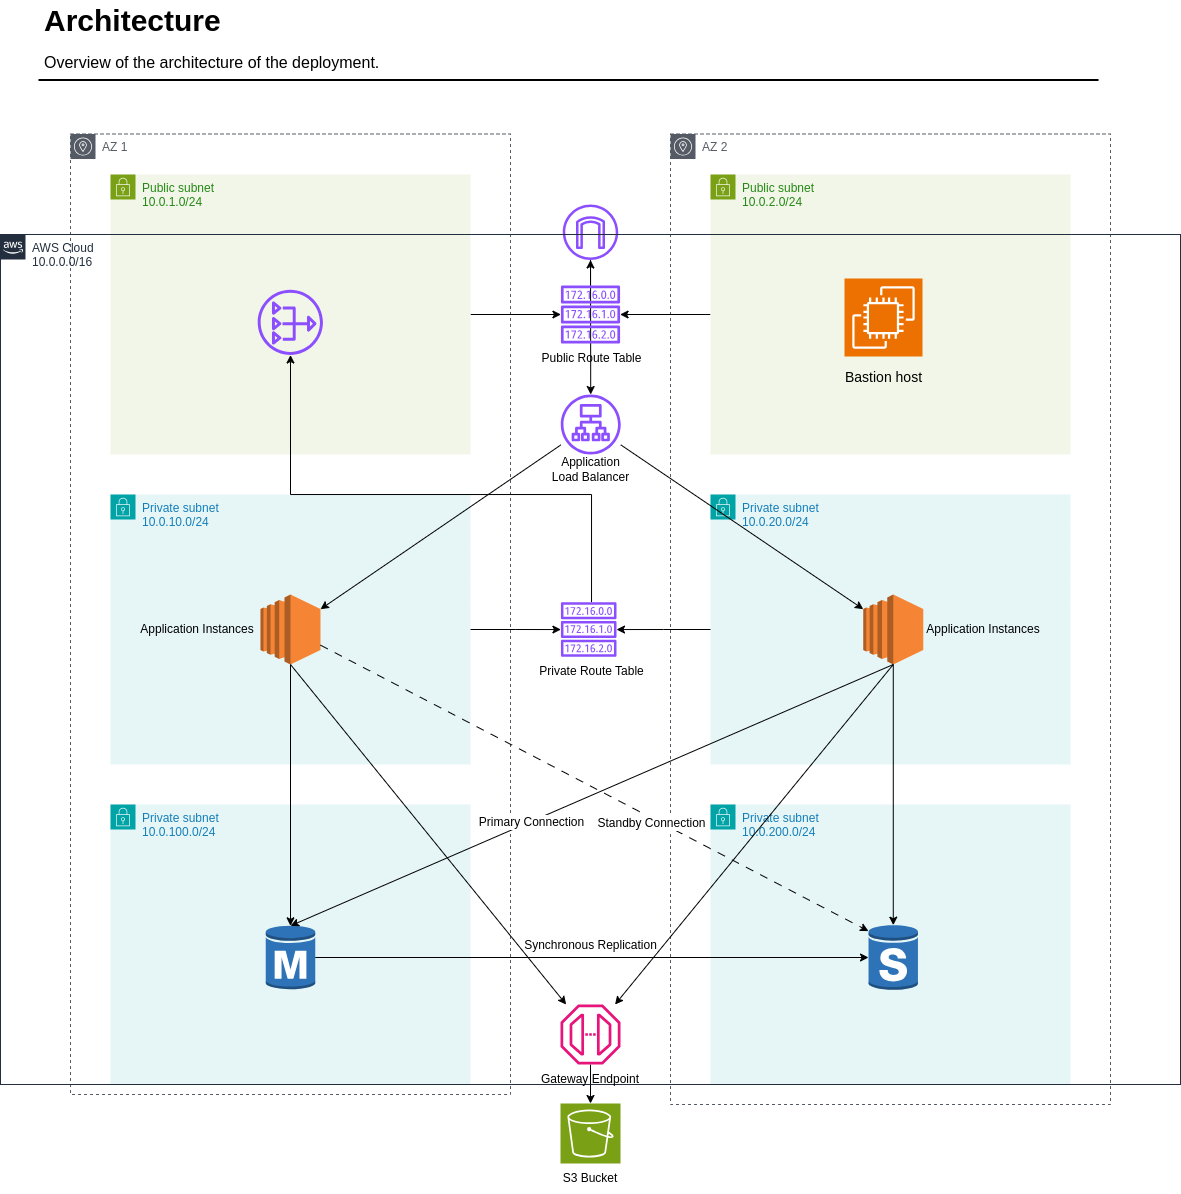 Architecture
Overview of the architecture of the deployment.
AZ 1
AZ 2
Public subnet
10.0.1.0/24
Public subnet
10.0.2.0/24
aws
AWS Cloud
10.0.0.0/16
172.16.0.0
172.16.1.0
172.16.2.0
Public Route Table
Bastion host
Application
Load Balancer
Private subnet
10.0.10.0/24
Private subnet
10.0.20.0/24
Application Instances
172.16.0.0
172.16.1.0
172.16.2.0
Private Route Table
Application Instances
Private subnet
10.0.100.0/24
Primary Connection
Standby Connection
Private subnet
10.0.200.0/24
Synchronous Replication
M
S
Gateway Endpoint
S3 Bucket